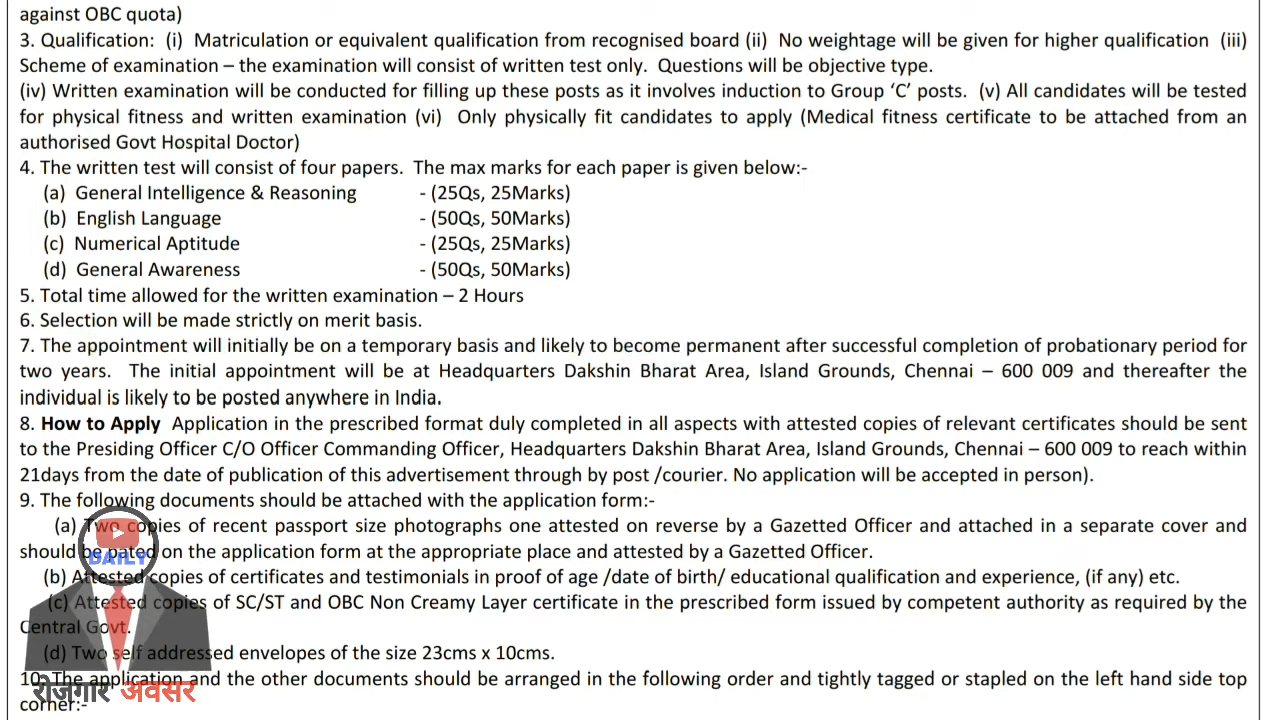 against OBC quota)
3. Qualification: (i) Matriculation or equivalent qualification from recognised board (ii) No weightage will be given for higher qualification (iii)
Scheme of examination – the examination will consist of written test only. Questions will be objective type.
(iv) Written examination will be conducted for filling up these posts as it involves induction to Group ‘C’ posts. (v) All candidates will be tested
for physical fitness and written examination (vi) Only physically fit candidates to apply (Medical fitness certificate to be attached from an
authorised Govt Hospital Doctor)
4. The written test will consist of four papers. The max marks for each paper is given below:-
(a) General Intelligence & Reasoning - (25Qs, 25Marks)
(b) English Language - (50Qs, 50Marks)
(c) Numerical Aptitude - (25Qs, 25Marks)
(d) General Awareness - (50Qs, 50Marks)
5. Total time allowed for the written examination – 2 Hours
6. Selection will be made strictly on merit basis.
7. The appointment will initially be on a temporary basis and likely to become permanent after successful completion of probationary period for
two years. The initial appointment will be at Headquarters Dakshin Bharat Area, Island Grounds, Chennai – 600 009 and thereafter the
individual is likely to be posted anywhere in India.
8. How to Apply Application in the prescribed format duly completed in all aspects with attested copies of relevant certificates should be sent
to the Presiding Officer C/O Officer Commanding Officer, Headquarters Dakshin Bharat Area, Island Grounds, Chennai – 600 009 to reach within
21days from the date of publication of this advertisement through by post /courier. No application will be accepted in person).
9. The following documents should be attached with the application form:-
(a) Two copies of recent passport size photographs one attested on reverse by a Gazetted Officer and attached in a separate cover and
should be pated on the application form at the appropriate place and attested by a Gazetted Officer.
DAILY
(b) Attested copies of certificates and testimonials in proof of age /date of birth/ educational qualification and experience, (if any) etc.
(c) Attested copies of SC/ST and OBC Non Creamy Layer certificate in the prescribed form issued by competent authority as required by the
Central Govt.
(d) Two self addressed envelopes of the size 23cms x 10cms.
10. The application and the other documents should be arranged in the following order and tightly tagged or stapled on the left hand side top
रोज़गार अवसर
corner:-